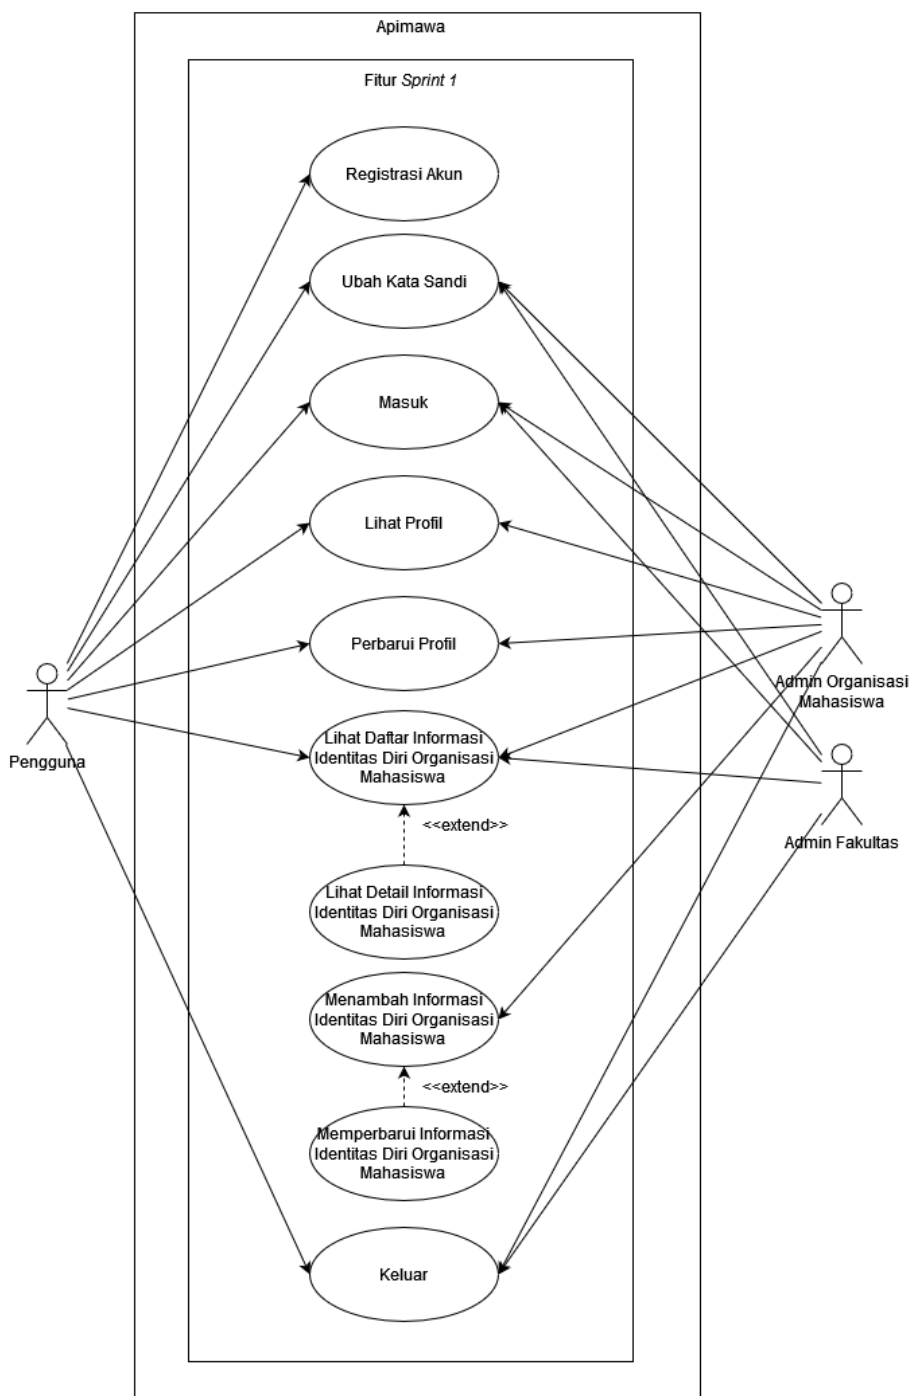 Apimawa
Fitur Sprint 1
Registrasi Akun
Ubah Kata Sandi
Masuk
Lihat Profil
Perbarui Profil
Lihat Daftar Informasi
Identitas Diri Organisasi
Mahasiswa
<<extend>>
Lihat Detail Informasi
Identitas Diri Organisasi
Mahasiswa
Menambah Informasi
Identitas Diri Organisasi
Mahasiswa
<<extend>>
Memperbarui Informasi
Identitas Diri Organisasi
Mahasiswa
Keluar
Pengguna
Admin Organisasi
Mahasiswa
Admin Fakultas